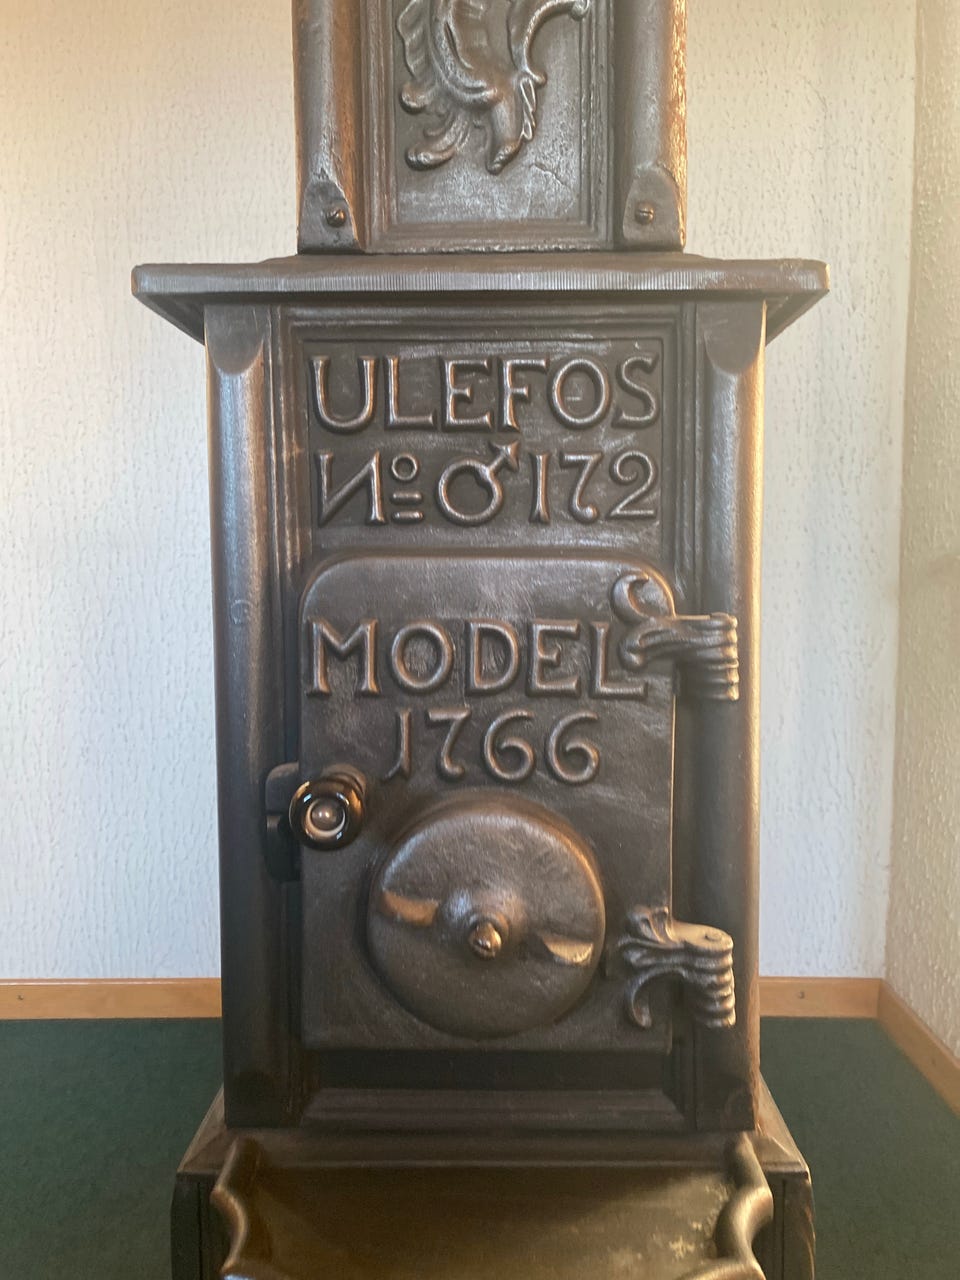 ULEFOS
Nº ♂ 172
MODEL
1766